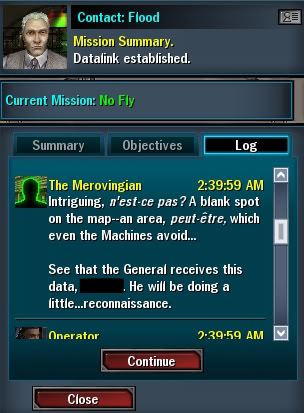 Contact: Flood
Mission Summary.
Datalink established.
Current Mission: No Fly
Summary Objectives Log
The Merovingian 2:39:59 AM
Intriguing, n'est-ce pas? A blank spot
on the map--an area, peut-être, which
even the Machines avoid...
See that the General receives this
data, . He will be doing a
little...reconnaissance.
Operator 2:39:59 AM
Continue
Close